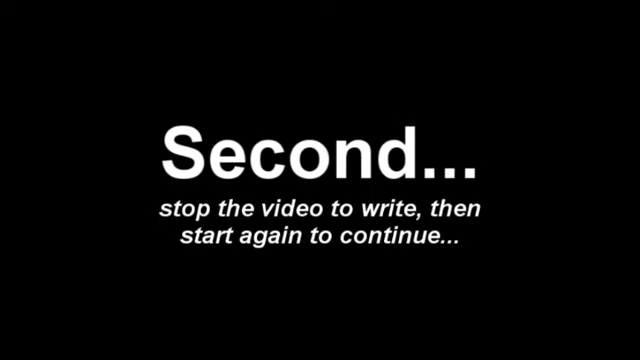 Second...
stop the video to write, then
start again to continue...